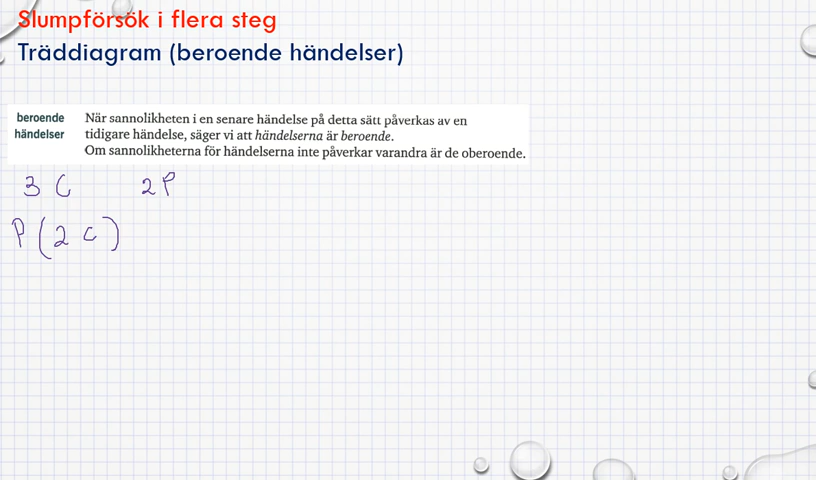 Slumpförsök i flera steg
Träddiagram (beroende händelser)
beroende händelser
När sannolikheten i en senare händelse på detta sätt påverkas av en
tidigare händelse, säger vi att händelserna är beroende.
Om sannolikheterna för händelserna inte påverkar varandra är de oberoende.
3 C 2 P
P (2 C)